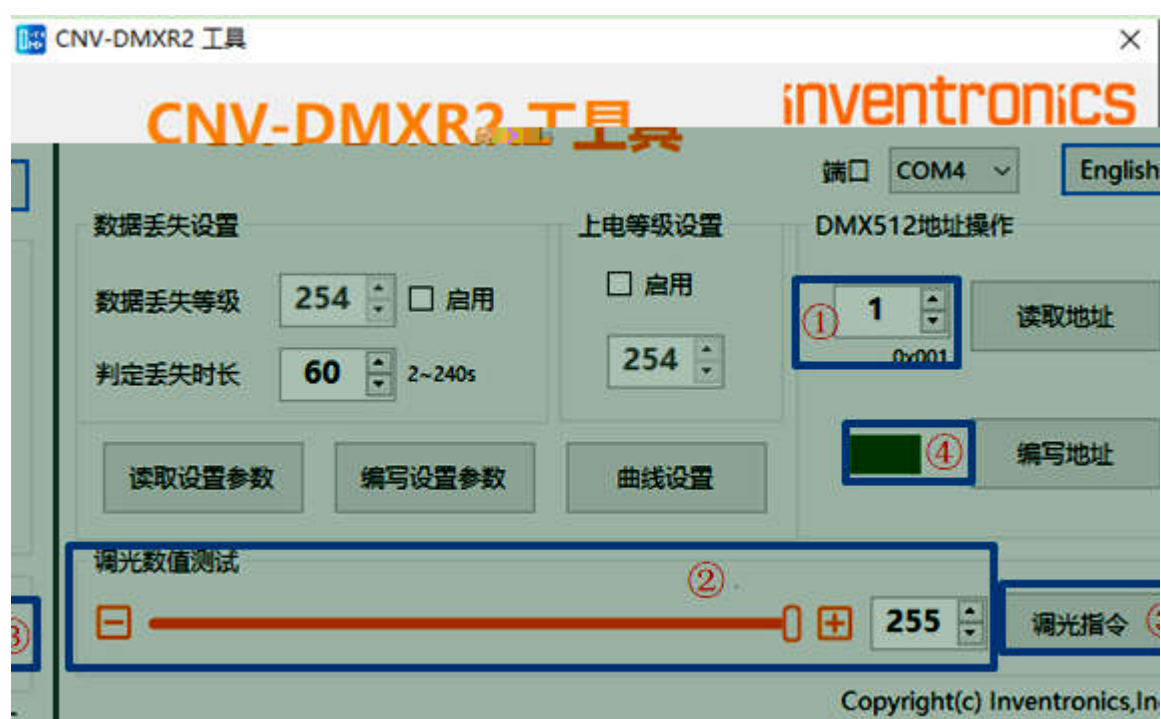 CNV-DMXR2 工具
CNV-DMXR2 工具
inventronics
端口 COM4 English
数据丢失设置
上电等级设置
DMX512地址操作
数据丢失等级 254 启用
启用
① 1 读取地址
0x001
判定丢失时长 60 2~240s
254
④ 编写地址
读取设置参数 编写设置参数 曲线设置
调光数值测试
②
255 调光指令
③
Copyright(c) Inventronics,In